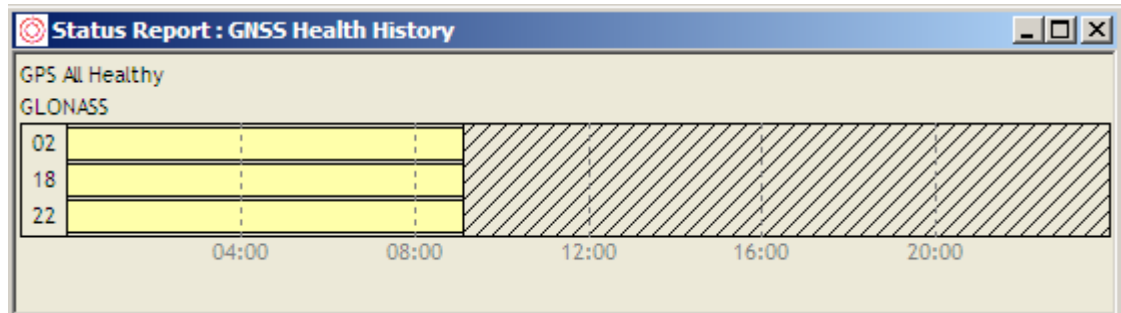 Status Report : GNSS Health History
GPS All Healthy
GLONASS
02
18
22
04:00 08:00 12:00 16:00 20:00